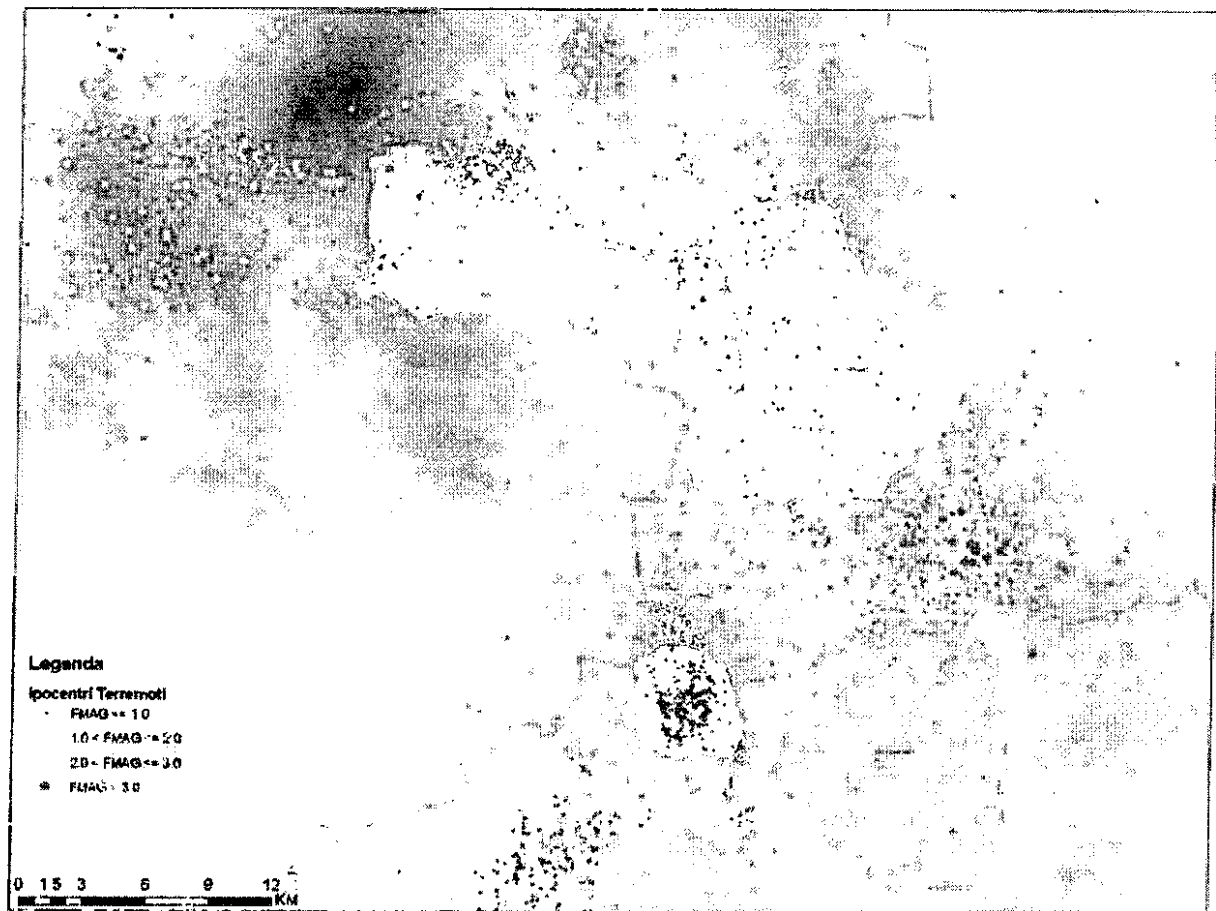 Legenda
Ipocentri Terremoti
FMAG <= 1.0
1.0 < FMAG <= 2.0
2.0 < FMAG <= 3.0
FMAG > 3.0
0 1.5 3 6 9 12
KM